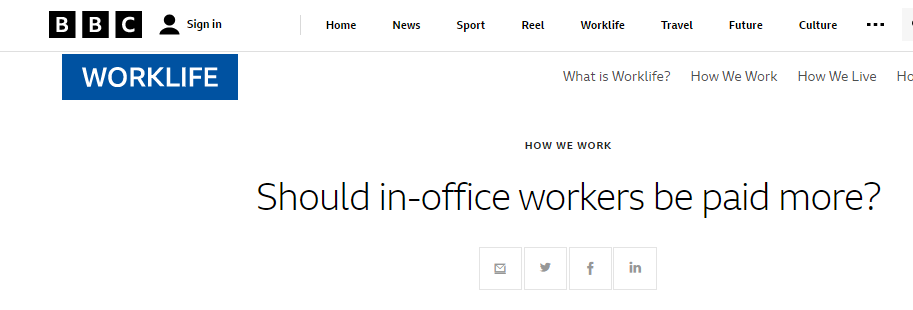 BBC Sign in Home News Sport Reel Worklife Travel Future Culture
WORKLIFE What is Worklife? How We Work How We Live Ho
HOW WE WORK
Should in-office workers be paid more?